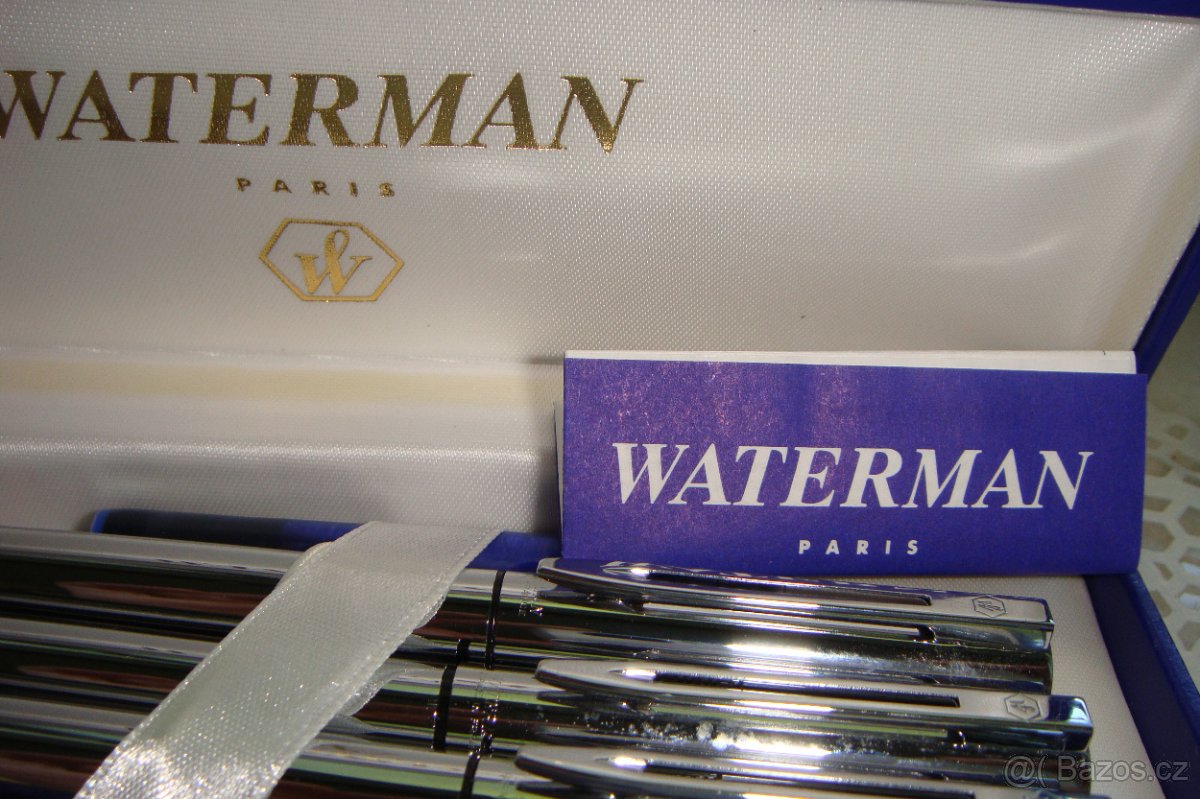 WATERMAN
PARIS
W
WATERMAN
PARIS
@( Bazos.cz